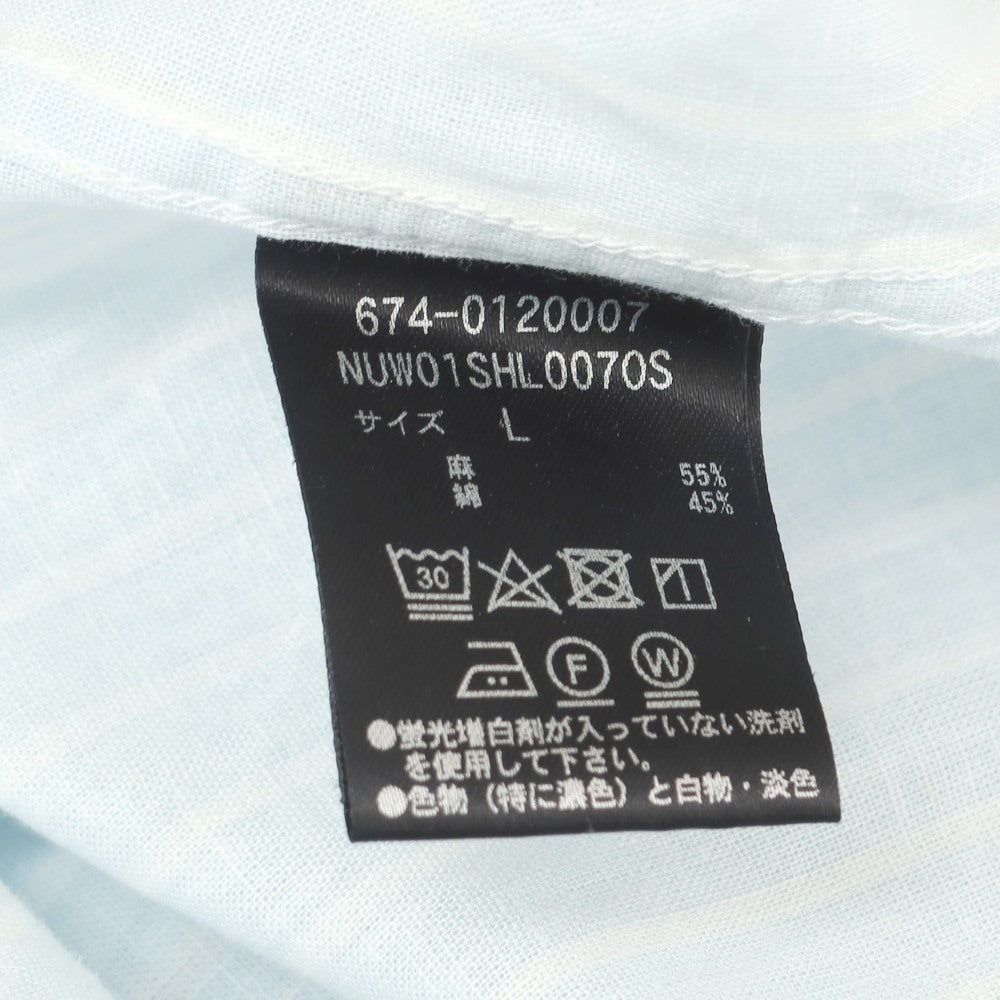 674-0120007
NUW01SHL0070S
サイズ L
麻 55%
綿 45%
30
F W
●蛍光増白剤が入っていない洗剤
を使用して下さい。
●色物（特に濃色）と白物・淡色